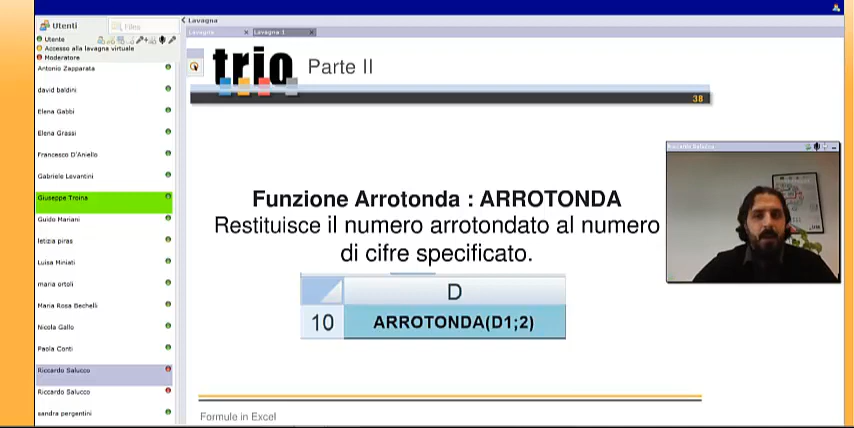 Utenti
Filtra
Utente
Accesso alla lavagna virtuale
Moderatore
Antonio Zapparata
david baldini
Elena Gabbi
Elena Grassi
Francesco D'Aniello
Gabriele Levantini
Giuseppe Troina
Guido Mariani
letizia piras
Luisa Miniati
maria ortoli
Maria Rosa Bechelli
Nicola Gallo
Paola Conti
Riccardo Salucco
Riccardo Salucco
sandra pergentini
Lavagna
Lavagna
Lavagna 1
trio
Parte II
38
Riccardo Salucco
Funzione Arrotonda : ARROTONDA
Restituisce il numero arrotondato al numero
di cifre specificato.
D
10 ARROTONDA(D1;2)
Formule in Excel